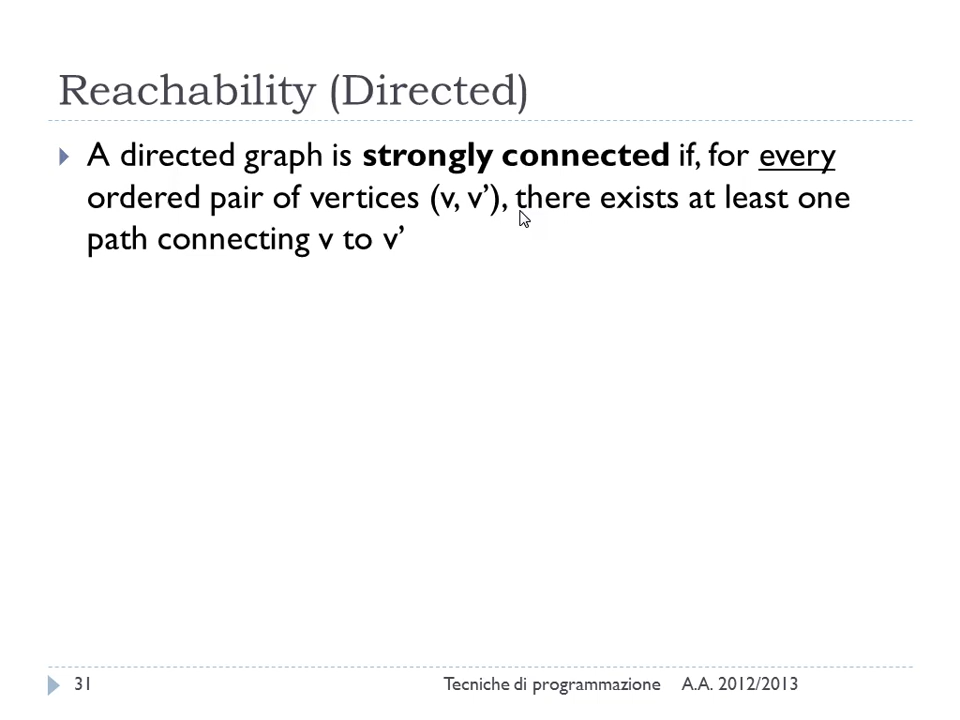 Reachability (Directed)
A directed graph is strongly connected if, for every
ordered pair of vertices (v, v’), there exists at least one
path connecting v to v’
31 Tecniche di programmazione A.A. 2012/2013